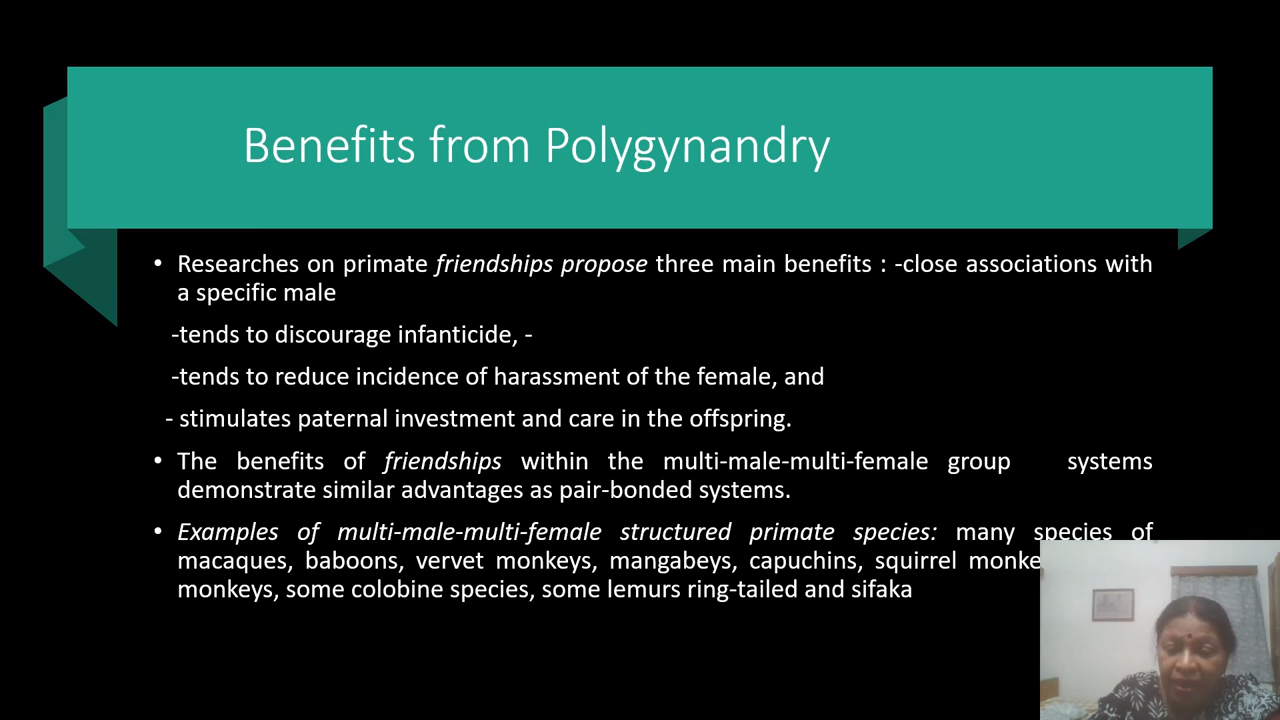 Benefits from Polygynandry
• Researches on primate friendships propose three main benefits : -close associations with
a specific male
-tends to discourage infanticide, -
-tends to reduce incidence of harassment of the female, and
- stimulates paternal investment and care in the offspring.
• The benefits of friendships within the multi-male-multi-female group systems
demonstrate similar advantages as pair-bonded systems.
• Examples of multi-male-multi-female structured primate species: many species of
macaques, baboons, vervet monkeys, mangabeys, capuchins, squirrel
monkeys, some colobine species, some lemurs ring-tailed and sifaka